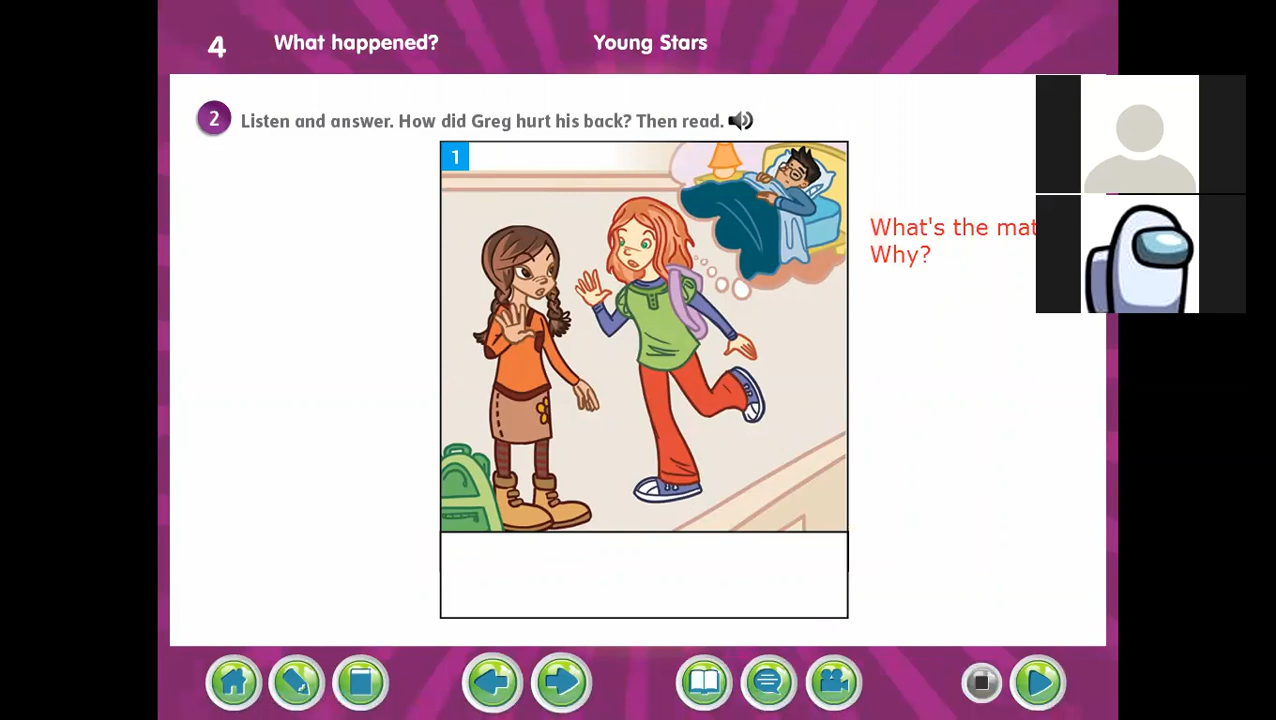 4 What happened? Young Stars
2 Listen and answer. How did Greg hurt his back? Then read.
1
What's the
Why?